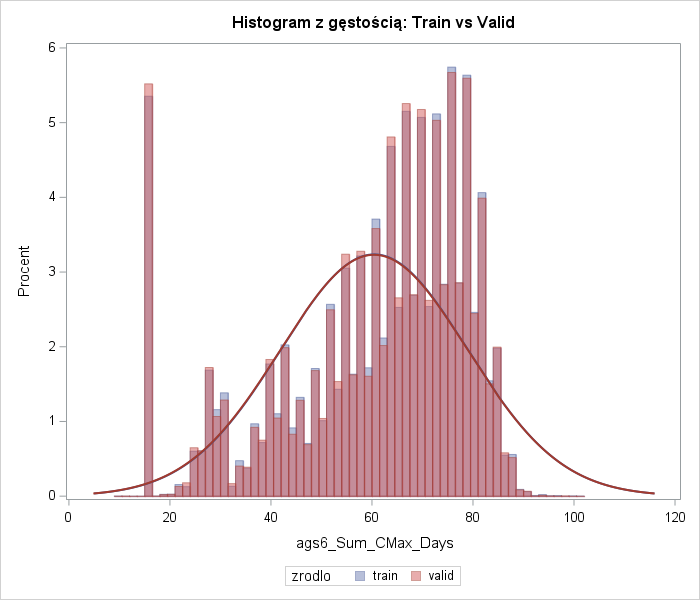 Histogram z gęstością: Train vs Valid
6
5
4
3
2
1
0
Procent
0 20 40 60 80 100 120
ags6_Sum_CMax_Days
zrodlo train valid